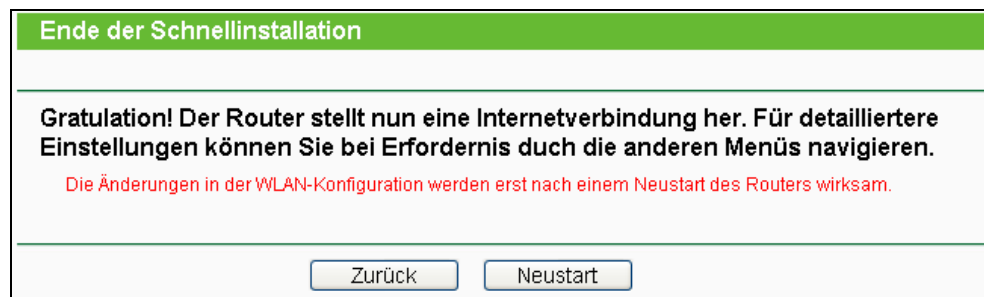 Ende der Schnellinstallation
Gratulation! Der Router stellt nun eine Internetverbindung her. Für detailliertere
Einstellungen können Sie bei Erfordernis duch die anderen Menüs navigieren.
Die Änderungen in der WLAN-Konfiguration werden erst nach einem Neustart des Routers wirksam.
Zurück Neustart